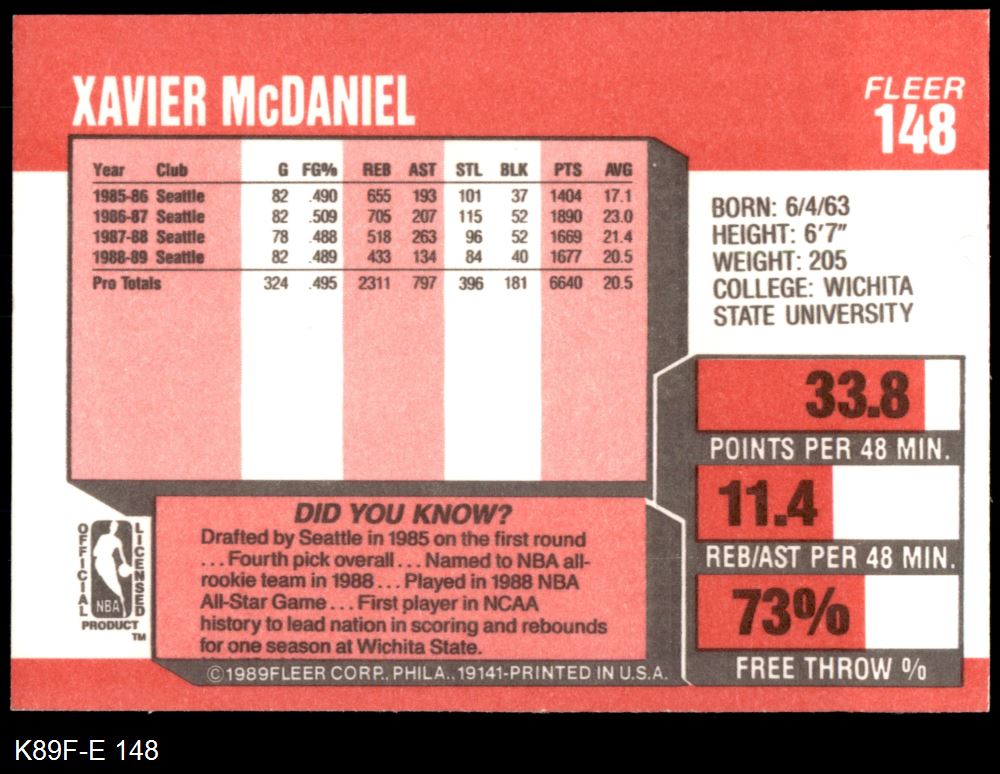 XAVIER McDANIEL
FLEER
148
Year Club G FG% REB AST STL BLK PTS AVG
1985-86 Seattle 82 .490 655 193 101 37 1404 17.1
1986-87 Seattle 82 .509 705 207 115 52 1890 23.0
1987-88 Seattle 78 .488 518 263 96 52 1669 21.4
1988-89 Seattle 82 .489 433 134 84 40 1677 20.5
Pro Totals 324 .495 2311 797 396 181 6640 20.5
BORN: 6/4/63
HEIGHT: 6'7"
WEIGHT: 205
COLLEGE: WICHITA
STATE UNIVERSITY
33.8
POINTS PER 48 MIN.
11.4
REB/AST PER 48 MIN.
73%
FREE THROW %
DID YOU KNOW?
Drafted by Seattle in 1985 on the first round
...Fourth pick overall...Named to NBA all-
rookie team in 1988...Played in 1988 NBA
All-Star Game...First player in NCAA
history to lead nation in scoring and rebounds
for one season at Wichita State.
OFFICIAL
NBA
LICENSED
PRODUCT
TM
©1989FLEER CORP., PHILA., 19141-PRINTED IN U.S.A.
K89F-E 148